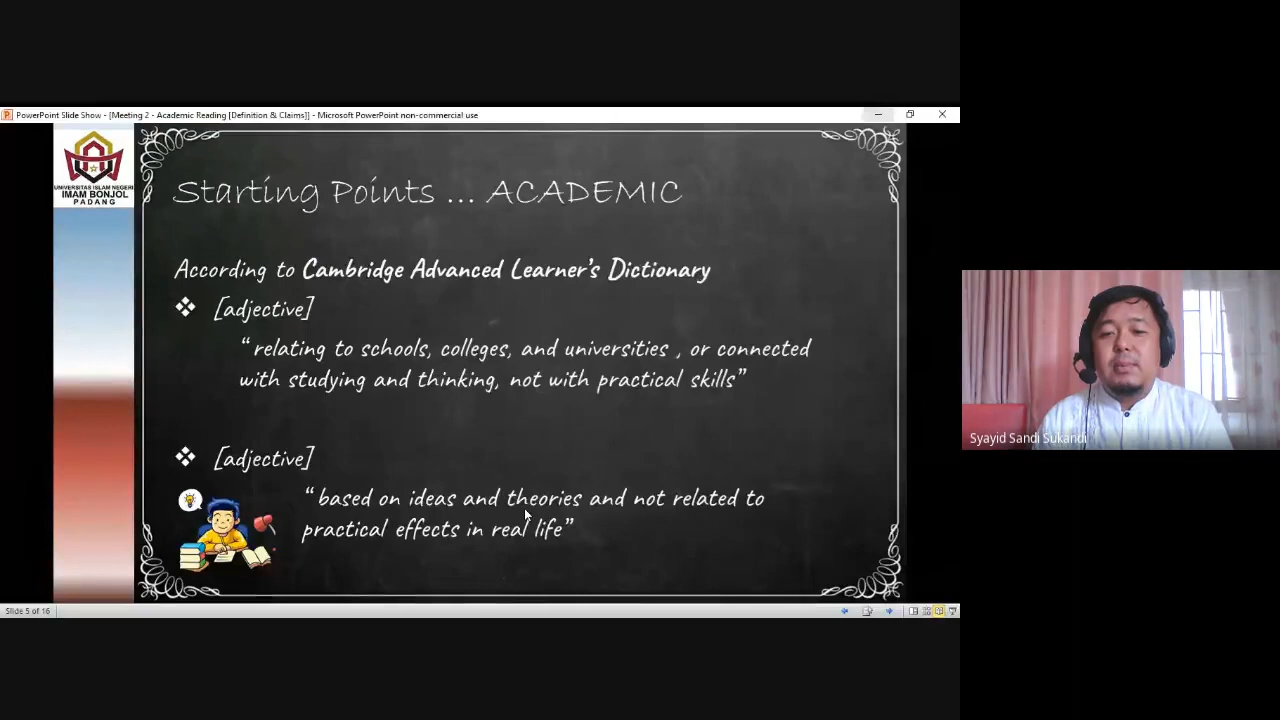 PowerPoint Slide Show - [Meeting 2 - Academic Reading [Definition & Claims]] - Microsoft PowerPoint non-commercial use
UNIVERSITAS ISLAM NEGERI
IMAM BONJOL
PADANG
Starting Points ... ACADEMIC
According to Cambridge Advanced Learner's Dictionary
❖ [adjective]
“ relating to schools, colleges, and universities , or connected
with studying and thinking, not with practical skills”
❖ [adjective]
“ based on ideas and theories and not related to
practical effects in real life”
Slide 5 of 16
Syayid Sandi Sukandi